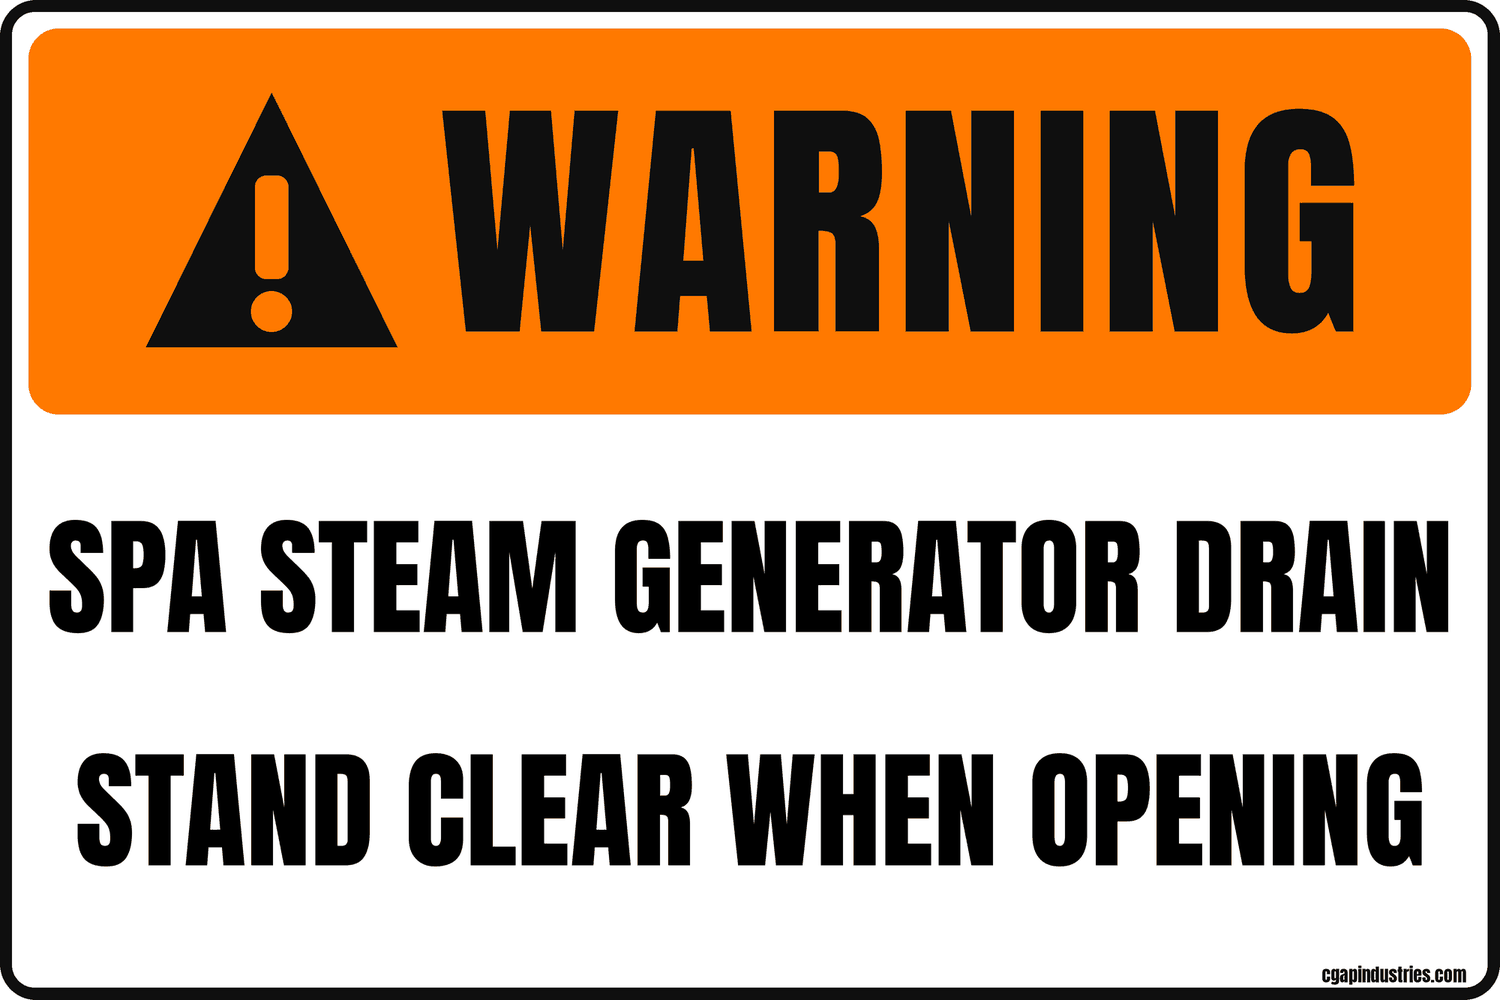 WARNING
SPA STEAM GENERATOR DRAIN
STAND CLEAR WHEN OPENING
cgapindustries.com